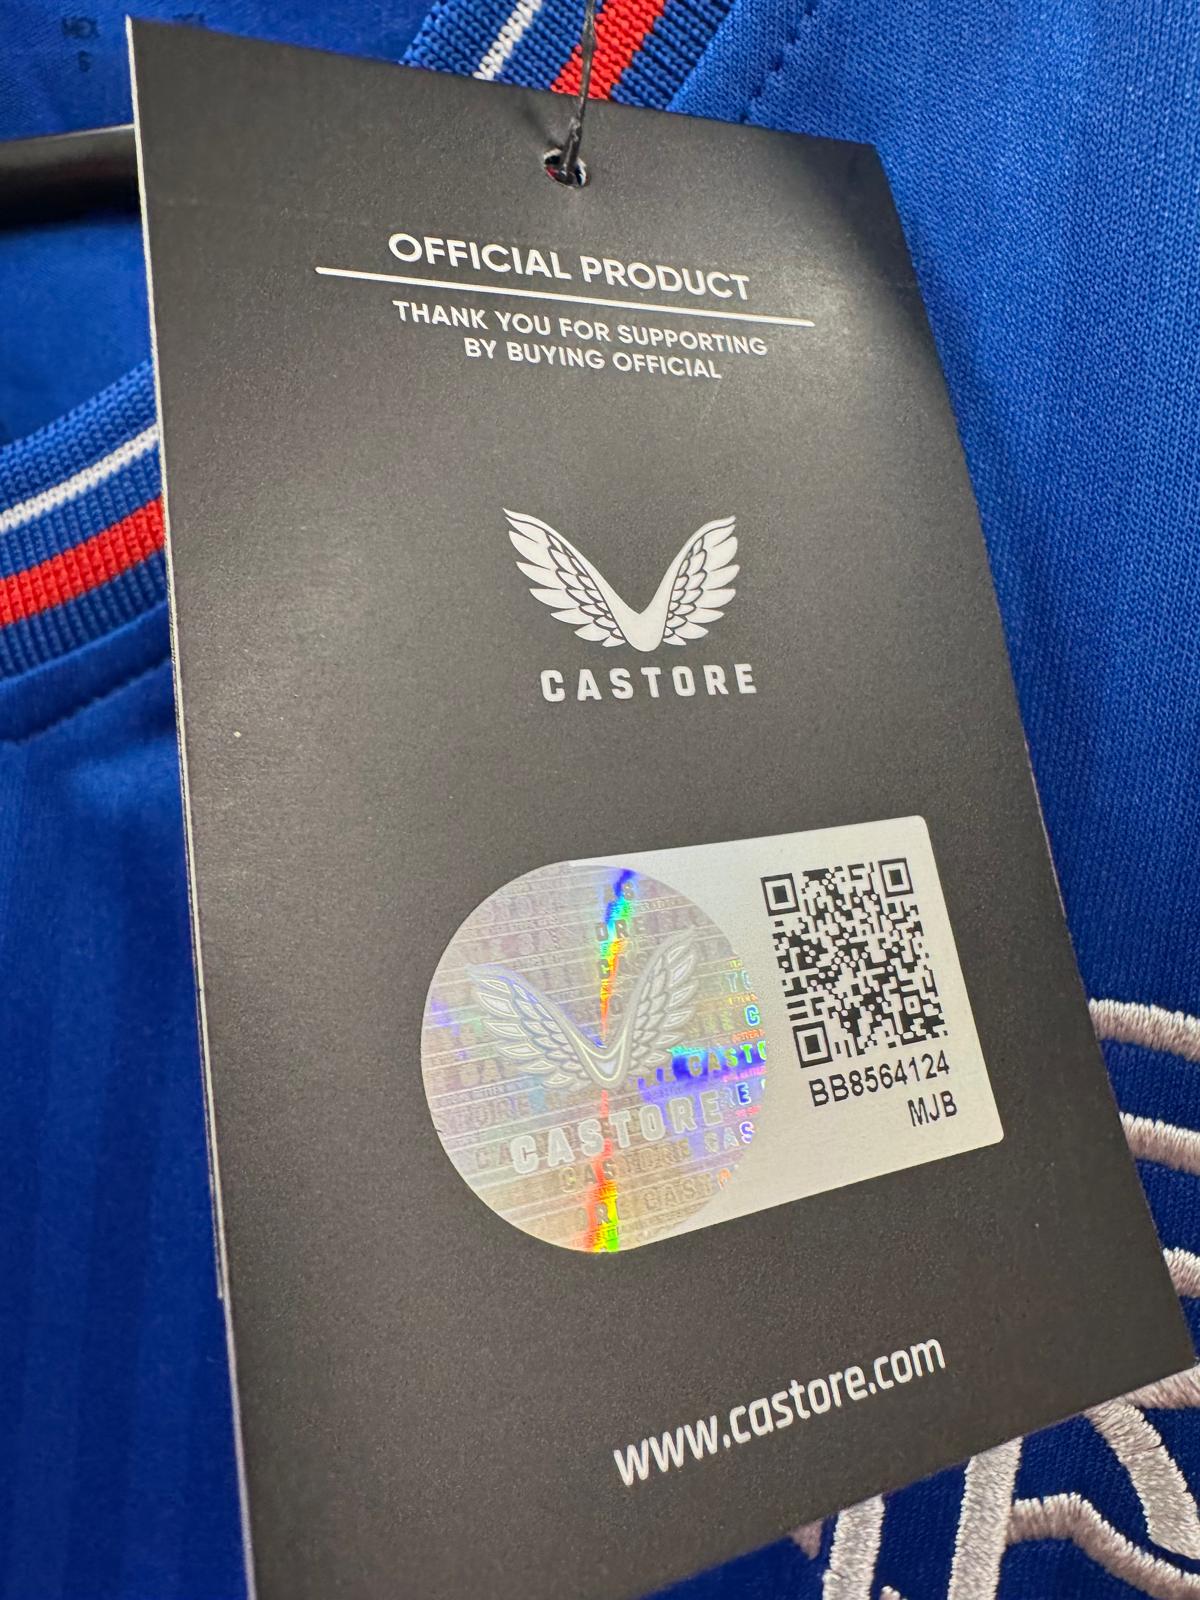 OFFICIAL PRODUCT
THANK YOU FOR SUPPORTING
BY BUYING OFFICIAL
CASTORE
CASTORE
BB8564124
MJB
www.castore.com